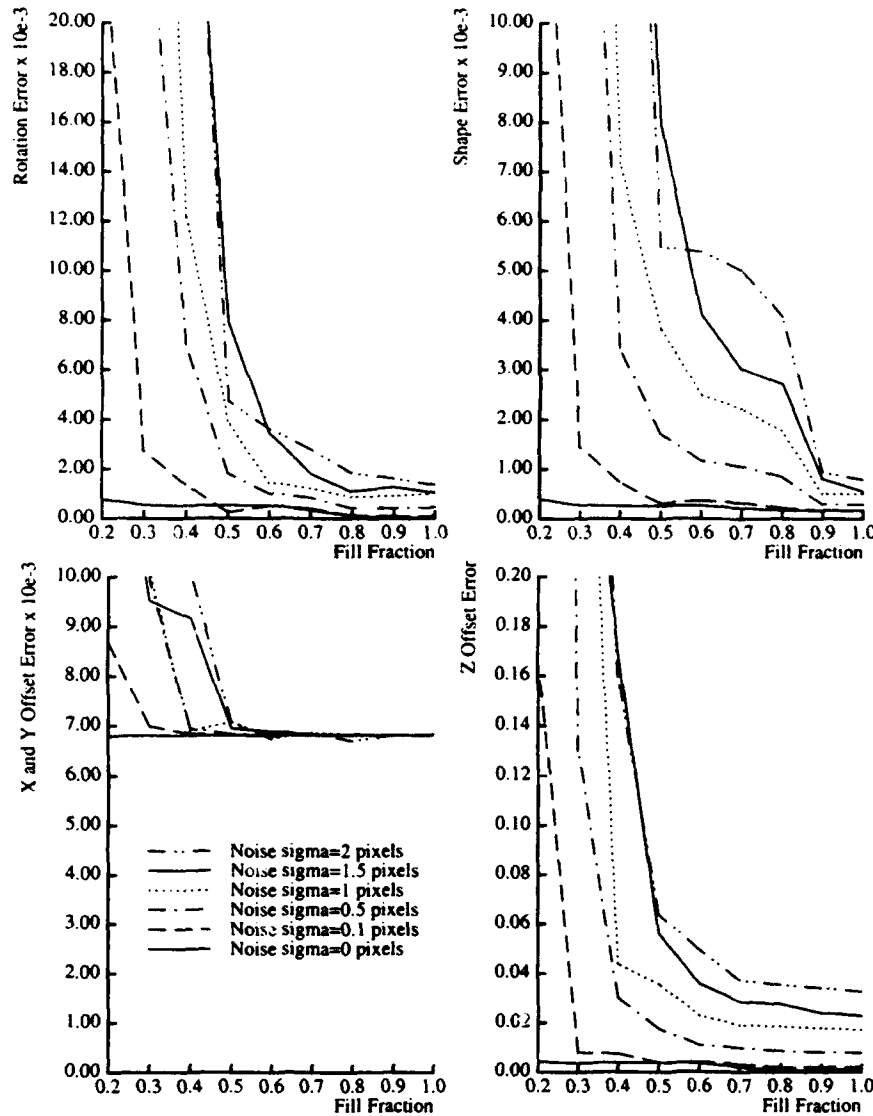 Rotation Error x 10e-3
20.00
18.00
16.00
14.00
12.00
10.00
8.00
6.00
4.00
2.00
0.00
0.2 0.3 0.4 0.5 0.6 0.7 0.8 0.9 1.0
Fill Fraction
Shape Error x 10e-3
10.00
9.00
8.00
7.00
6.00
5.00
4.00
3.00
2.00
1.00
0.00
0.2 0.3 0.4 0.5 0.6 0.7 0.8 0.9 1.0
Fill Fraction
X and Y Offset Error x 10e-3
10.00
9.00
8.00
7.00
6.00
5.00
4.00
3.00
2.00
1.00
0.00
Noise sigma=2 pixels
Noise sigma=1.5 pixels
Noise sigma=1 pixels
Noise sigma=0.5 pixels
Noise sigma=0.1 pixels
Noise sigma=0 pixels
0.2 0.3 0.4 0.5 0.6 0.7 0.8 0.9 1.0
Fill Fraction
Z Offset Error
0.20
0.18
0.16
0.14
0.12
0.10
0.08
0.06
0.04
0.02
0.00
0.2 0.3 0.4 0.5 0.6 0.7 0.8 0.9 1.0
Fill Fraction